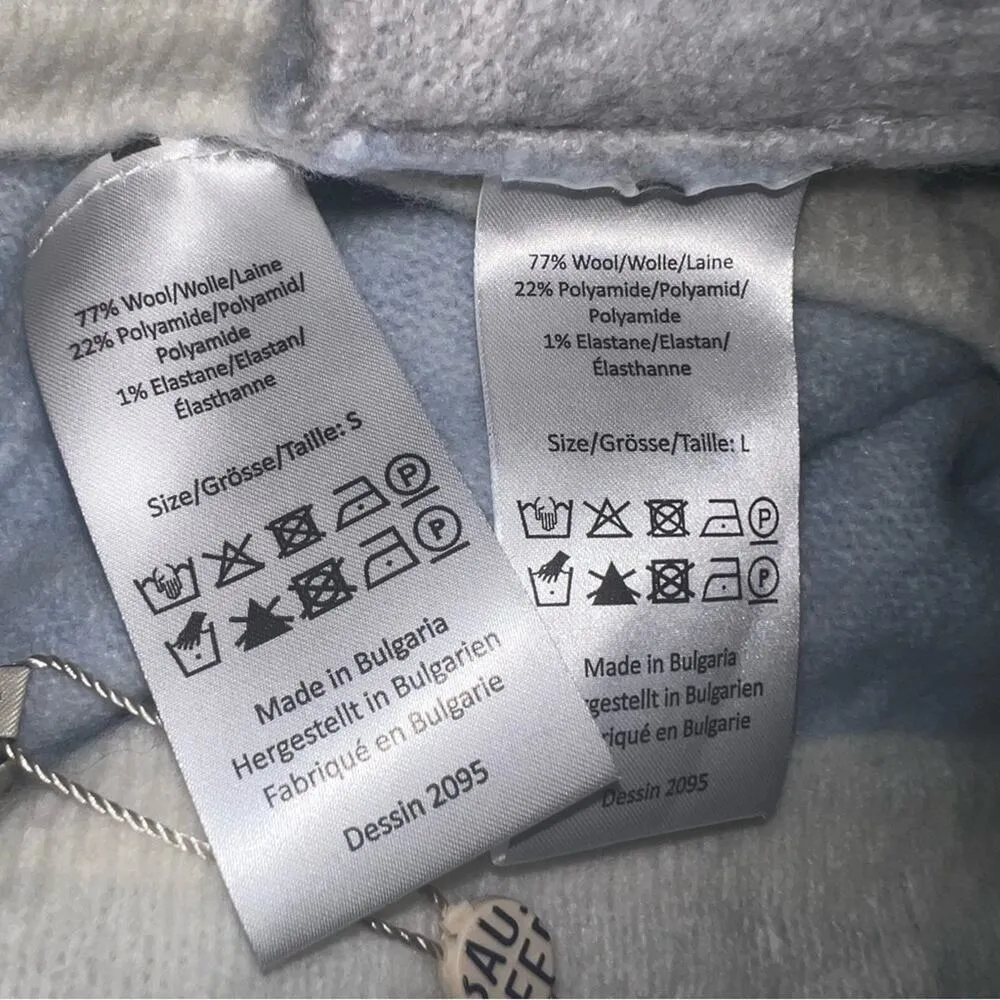 77% Wool/Wolle/Laine
22% Polyamide/Polyamid/
Polyamide
1% Elastane/Elastan/
Élasthanne
Size/Grösse/Taille: S
P
P
Made in Bulgaria
Hergestellt in Bulgarien
Fabriqué en Bulgarie
Dessin 2095
77% Wool/Wolle/Laine
22% Polyamide/Polyamid/
Polyamide
1% Elastane/Elastan/
Élasthanne
Size/Grösse/Taille: L
P
P
Made in Bulgaria
gestellt in Bulgarien
riqué en Bulgarie
Dessin 2095